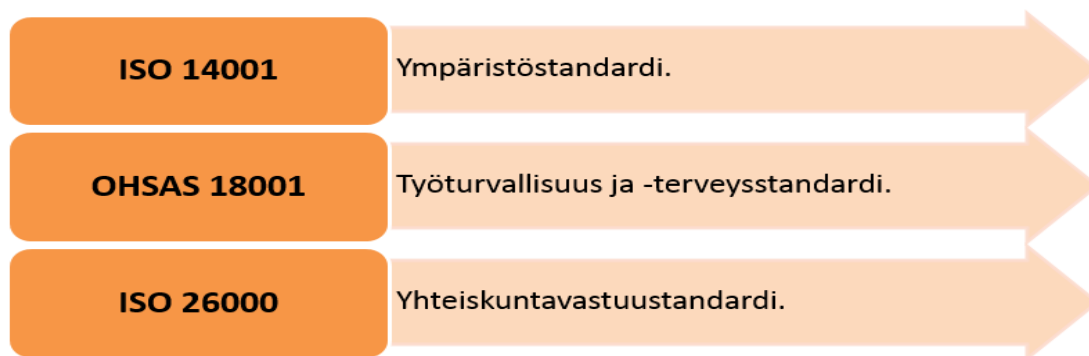 ISO 14001
Ympäristöstandardi.
OHSAS 18001
Työturvallisuus ja -terveysstandardi.
ISO 26000
Yhteiskuntavastuustandardi.